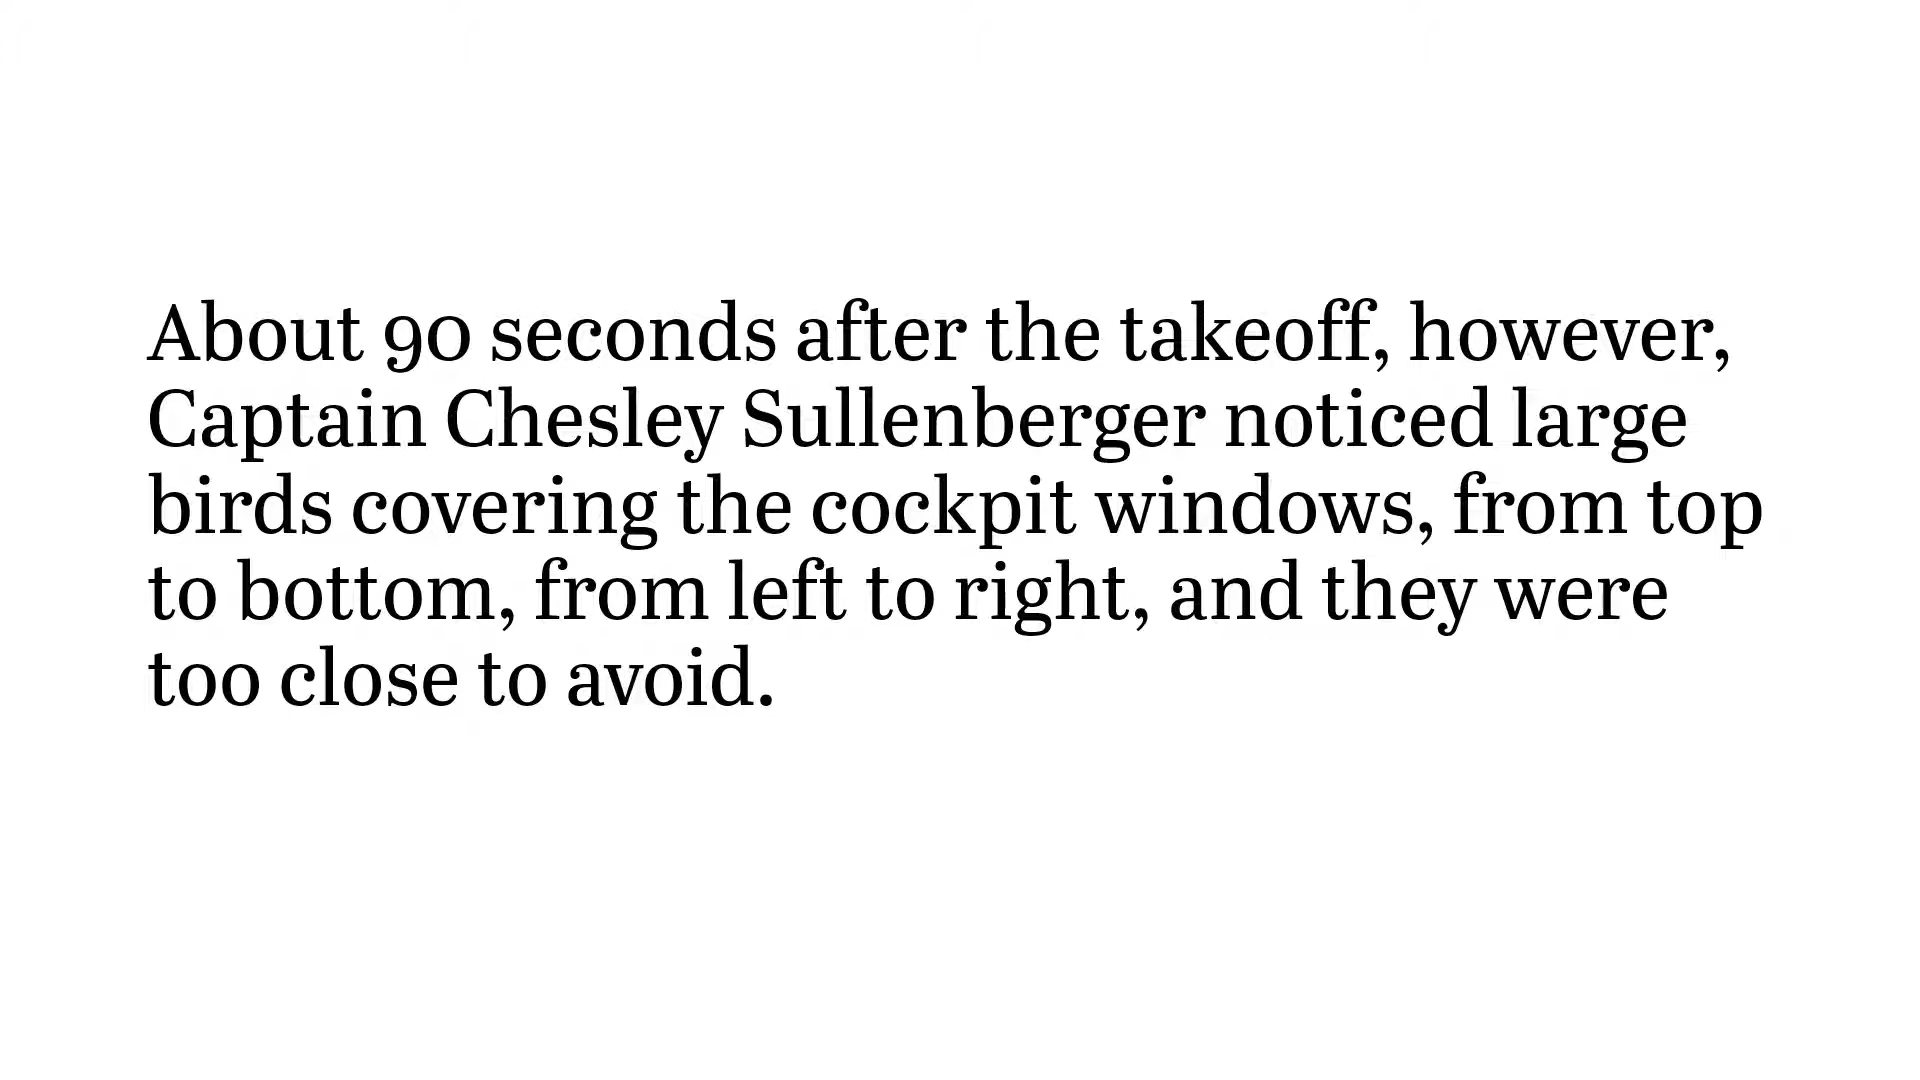 About 90 seconds after the takeoff, however,
Captain Chesley Sullenberger noticed large
birds covering the cockpit windows, from top
to bottom, from left to right, and they were
too close to avoid.